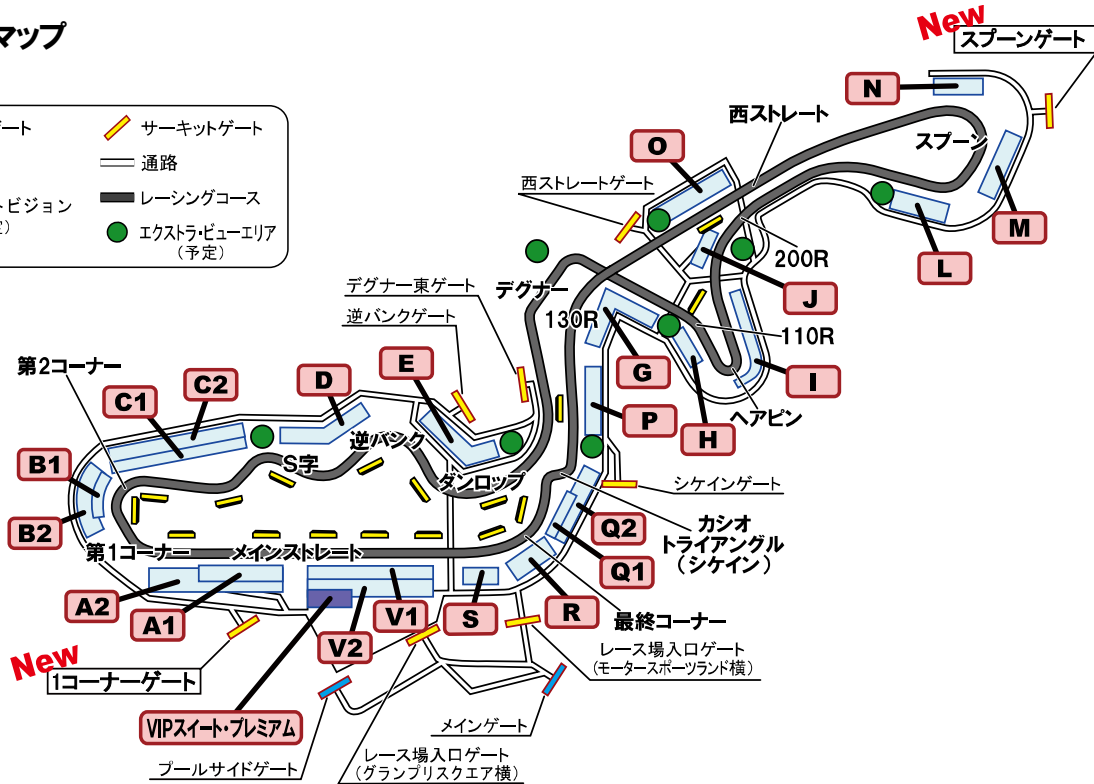 マップ
New
スプーンゲート
ート
サーキットゲート
通路
レーシングコース
トビジョン
定)
エクストラ・ビューエリア
(予定)
N
西ストレート
スプーン
O
西ストレートゲート
M
L
200R
J
デグナー
デグナー東ゲート
130R
逆バンクゲート
110R
G
I
第2コーナー
C2
D
E
C1
ヘアピン
P
H
逆バンク
S字
B1
ダンロップ
シケインゲート
B2
Q2
カシオ
トライアングル
(シケイン)
第1コーナー
メインストレート
Q1
A2
A1
V1
S
R
最終コーナー
V2
レース場入口ゲート
(モータースポーツランド横)
New
1コーナーゲート
VIPスイート・プレミアム
メインゲート
プールサイドゲート
レース場入口ゲート
(グランプリスクエア横)